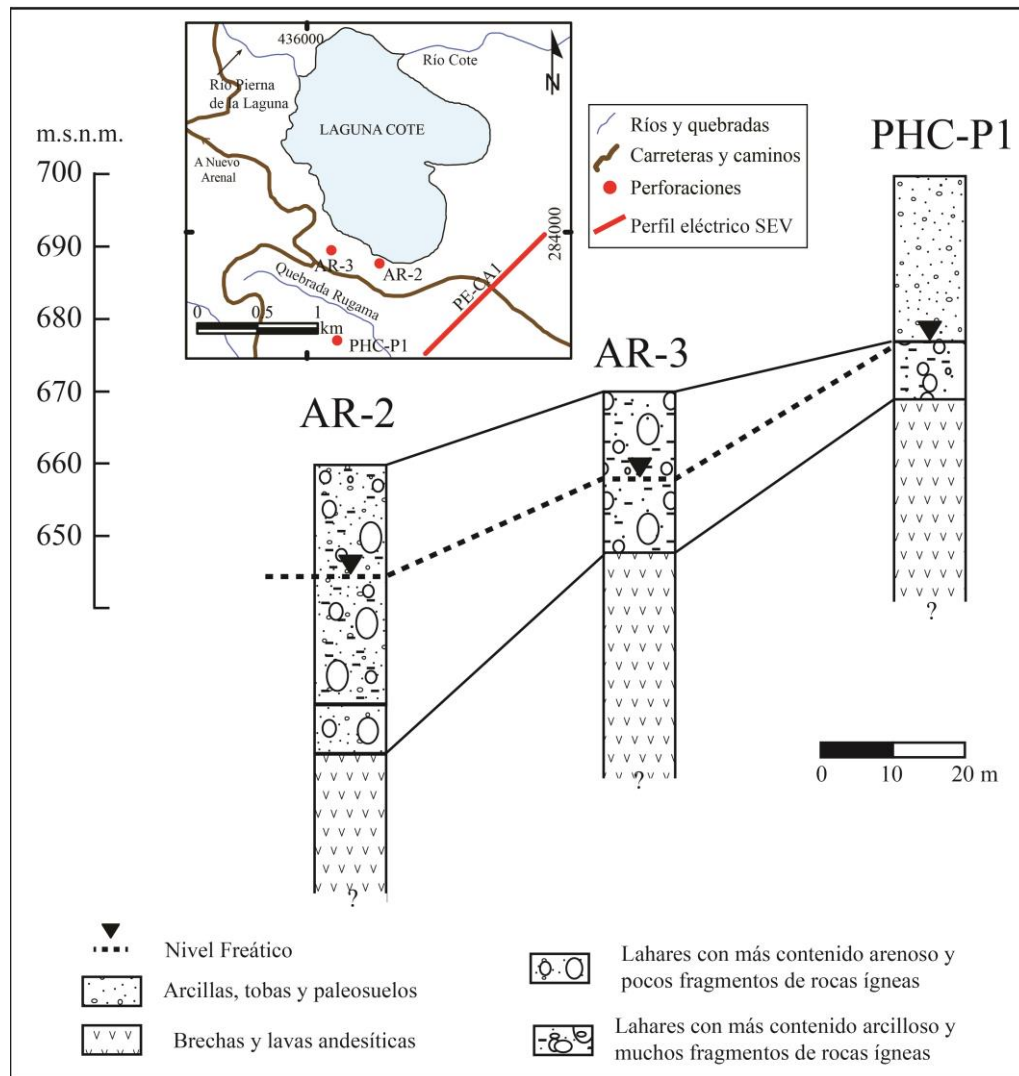 436000
Río Cote
N
Río Pierna
de la Laguna
LAGUNA COTE
A Nuevo
Arenal
284000
AR-3
AR-2
Quebrada Rugama
PE-CA1
0 0.5 1
km
PHC-P1
Ríos y quebradas
Carreteras y caminos
Perforaciones
Perfil eléctrico SEV
m.s.n.m.
700
690
680
670
660
650
PHC-P1
AR-3
AR-2
?
?
?
0 10 20 m
Nivel Freático
Arcillas, tobas y paleosuelos
Brechas y lavas andesíticas
Lahares con más contenido arenoso y
pocos fragmentos de rocas ígneas
Lahares con más contenido arcilloso y
muchos fragmentos de rocas ígneas